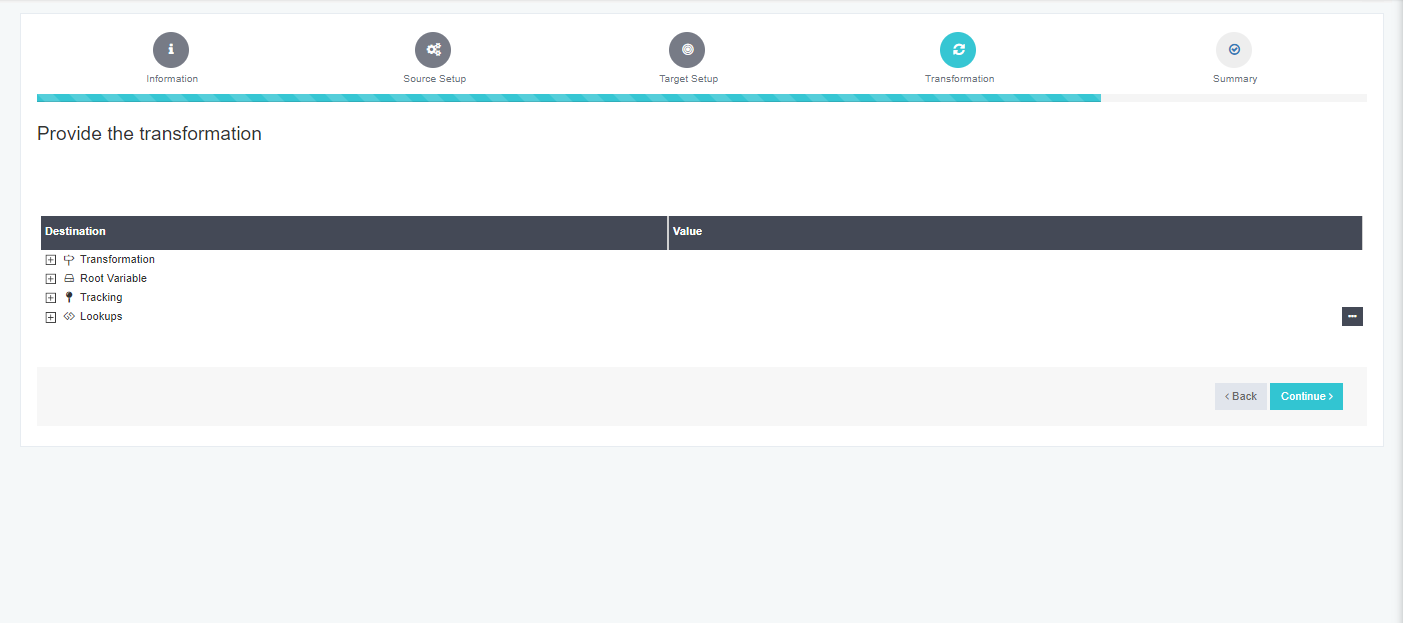 Information
Source Setup
Target Setup
Transformation
Summary
Provide the transformation
Destination
Value
Transformation
Root Variable
Tracking
Lookups
Back
Continue